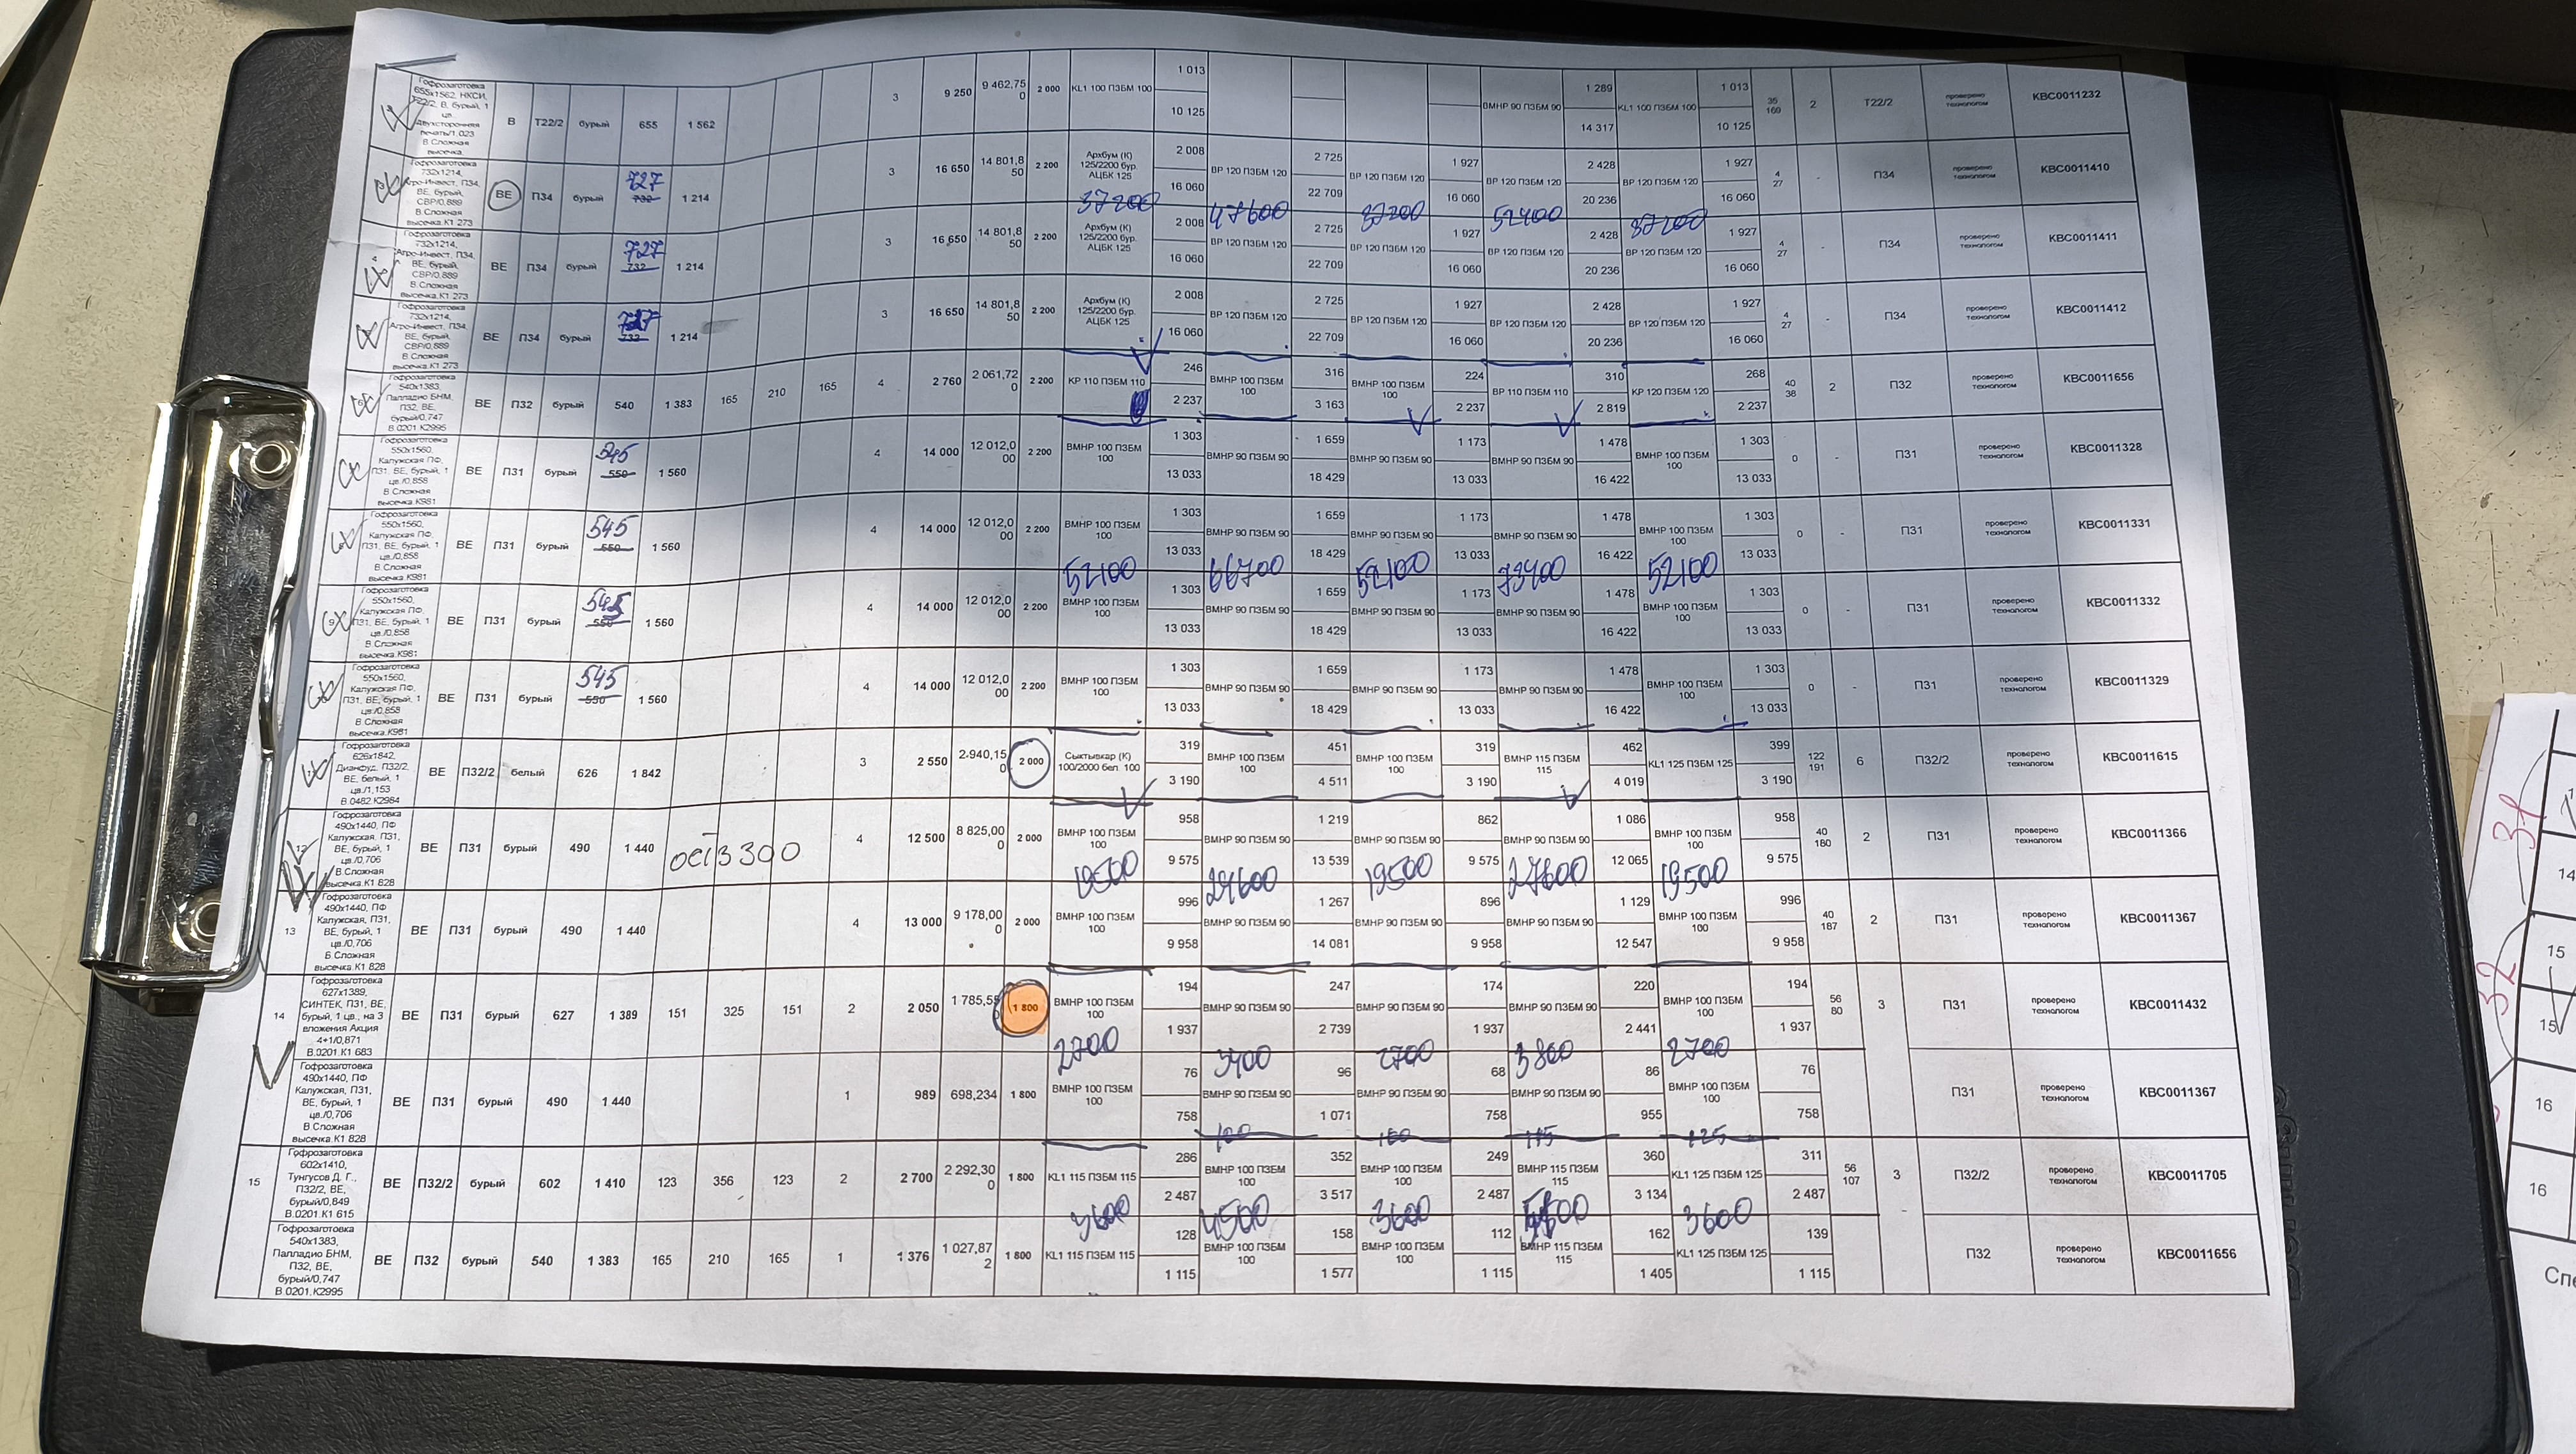 Гофрозаготовка 655х1562, НКСИ, Т22/2, В, бурый, 1 цв. двухсторонняя печать/1,023 В.Сложная высечка. В Т22/2 бурый 655 1 562 3 9 250 9 462,750 2 000 KL1 100 ПЗБМ 100 1 013 10 125 ВМНР 90 ПЗБМ 90 1 289 14 317 KL1 100 ПЗБМ 100 1 013 10 125 35 160 2 Т22/2 проверено технологом КВС0011232
Гофрозаготовка 732х1214, Агро-Инвест, П34, ВЕ, бурый, СВР/0,889 В.Сложная высечка.К1 273 ВЕ П34 бурый 727 732 1 214 3 16 650 14 801,850 2 200 Архбум (К) 125/2200 бур. АЦБК 125 2 008 16 060 ВР 120 ПЗБМ 120 2 725 22 709 ВР 120 ПЗБМ 120 1 927 16 060 ВР 120 ПЗБМ 120 2 428 20 236 ВР 120 ПЗБМ 120 1 927 16 060 4 27 - П34 проверено технологом КВС0011410
37200 47600 37200 52400 37200
Гофрозаготовка 732х1214, Агро-Инвест, П34, ВЕ, бурый, СВР/0,889 В.Сложная высечка.К1 273 ВЕ П34 бурый 727 732 1 214 3 16 650 14 801,850 2 200 Архбум (К) 125/2200 бур. АЦБК 125 2 008 16 060 ВР 120 ПЗБМ 120 2 725 22 709 ВР 120 ПЗБМ 120 1 927 16 060 ВР 120 ПЗБМ 120 2 428 20 236 ВР 120 ПЗБМ 120 1 927 16 060 4 27 - П34 проверено технологом КВС0011411
Гофрозаготовка 732х1214, Агро-Инвест, П34, ВЕ, бурый, СВР/0,889 В.Сложная высечка.К1 273 ВЕ П34 бурый 727 732 1 214 3 16 650 14 801,850 2 200 Архбум (К) 125/2200 бур. АЦБК 125 2 008 16 060 ВР 120 ПЗБМ 120 2 725 22 709 ВР 120 ПЗБМ 120 1 927 16 060 ВР 120 ПЗБМ 120 2 428 20 236 ВР 120 ПЗБМ 120 1 927 16 060 4 27 - П34 проверено технологом КВС0011412
Гофрозаготовка 540х1383, Палладио БНМ, П32, ВЕ, бурый/0,747 В.0201.К2995 ВЕ П32 бурый 540 1 383 165 210 165 4 2 760 2 061,720 2 200 КР 110 ПЗБМ 110 246 2 237 ВМНР 100 ПЗБМ 100 316 3 163 ВМНР 100 ПЗБМ 100 224 2 237 ВР 110 ПЗБМ 110 310 2 819 КР 120 ПЗБМ 120 268 2 237 40 38 2 П32 проверено технологом КВС0011656
Гофрозаготовка 550х1560, Калужская ПФ, П31, ВЕ, бурый, 1 цв./0,858 В.Сложная высечка.К981 ВЕ П31 бурый 545 550 1 560 4 14 000 12 012,000 2 200 ВМНР 100 ПЗБМ 100 1 303 13 033 ВМНР 90 ПЗБМ 90 1 659 18 429 ВМНР 90 ПЗБМ 90 1 173 13 033 ВМНР 90 ПЗБМ 90 1 478 16 422 ВМНР 100 ПЗБМ 100 1 303 13 033 0 - П31 проверено технологом КВС0011328
Гофрозаготовка 550х1560, Калужская ПФ, П31, ВЕ, бурый, 1 цв./0,858 В.Сложная высечка.К981 ВЕ П31 бурый 545 550 1 560 4 14 000 12 012,000 2 200 ВМНР 100 ПЗБМ 100 1 303 13 033 ВМНР 90 ПЗБМ 90 1 659 18 429 ВМНР 90 ПЗБМ 90 1 173 13 033 ВМНР 90 ПЗБМ 90 1 478 16 422 ВМНР 100 ПЗБМ 100 1 303 13 033 0 - П31 проверено технологом КВС0011331
52100 66700 52100 73400 52100
9 Гофрозаготовка 550х1560, Калужская ПФ, П31, ВЕ, бурый, 1 цв./0,858 В.Сложная высечка.К981 ВЕ П31 бурый 545 550 1 560 4 14 000 12 012,000 2 200 ВМНР 100 ПЗБМ 100 1 303 13 033 ВМНР 90 ПЗБМ 90 1 659 18 429 ВМНР 90 ПЗБМ 90 1 173 13 033 ВМНР 90 ПЗБМ 90 1 478 16 422 ВМНР 100 ПЗБМ 100 1 303 13 033 0 - П31 проверено технологом КВС0011332
Гофрозаготовка 550х1560, Калужская ПФ, П31, ВЕ, бурый, 1 цв./0,858 В.Сложная высечка.К981 ВЕ П31 бурый 545 550 1 560 4 14 000 12 012,000 2 200 ВМНР 100 ПЗБМ 100 1 303 13 033 ВМНР 90 ПЗБМ 90 1 659 18 429 ВМНР 90 ПЗБМ 90 1 173 13 033 ВМНР 90 ПЗБМ 90 1 478 16 422 ВМНР 100 ПЗБМ 100 1 303 13 033 0 - П31 проверено технологом КВС0011329
Гофрозаготовка 626х1842, Дианфуд, П32/2, ВЕ, белый, 1 цв./1,153 В.0482.К2984 ВЕ П32/2 белый 626 1 842 3 2 550 2 940,150 2 000 Сыктывкар (К) 100/2000 бел. 100 319 3 190 ВМНР 100 ПЗБМ 100 451 4 511 ВМНР 100 ПЗБМ 100 319 3 190 ВМНР 115 ПЗБМ 115 462 4 019 KL1 125 ПЗБМ 125 399 3 190 122 191 6 П32/2 проверено технологом КВС0011615
12 Гофрозаготовка 490х1440, ПФ Калужская, П31, ВЕ, бурый, 1 цв./0,706 В.Сложная высечка.К1 828 ВЕ П31 бурый 490 1 440 ост 3300 4 12 500 8 825,000 2 000 ВМНР 100 ПЗБМ 100 958 9 575 ВМНР 90 ПЗБМ 90 1 219 13 539 ВМНР 90 ПЗБМ 90 862 9 575 ВМНР 90 ПЗБМ 90 1 086 12 065 ВМНР 100 ПЗБМ 100 958 9 575 40 180 2 П31 проверено технологом КВС0011366
19500 24600 19500 27600 19500
13 Гофрозаготовка 490х1440, ПФ Калужская, П31, ВЕ, бурый, 1 цв./0,706 В.Сложная высечка.К1 828 ВЕ П31 бурый 490 1 440 4 13 000 9 178,000 2 000 ВМНР 100 ПЗБМ 100 996 9 958 ВМНР 90 ПЗБМ 90 1 267 14 081 ВМНР 90 ПЗБМ 90 896 9 958 ВМНР 90 ПЗБМ 90 1 129 12 547 ВМНР 100 ПЗБМ 100 996 9 958 40 187 2 П31 проверено технологом КВС0011367
14 Гофрозаготовка 627х1389, СИНТЕК, П31, ВЕ, бурый, 1 цв., на 3 вложения Акция 4+1/0,871 В.0201.К1 683 ВЕ П31 бурый 627 1 389 151 325 151 2 2 050 1 785,55 1 800 ВМНР 100 ПЗБМ 100 194 1 937 ВМНР 90 ПЗБМ 90 247 2 739 ВМНР 90 ПЗБМ 90 174 1 937 ВМНР 90 ПЗБМ 90 220 2 441 ВМНР 100 ПЗБМ 100 194 1 937 56 80 3 П31 проверено технологом КВС0011432
2700 3400 2700 3800 2700
Гофрозаготовка 490х1440, ПФ Калужская, П31, ВЕ, бурый, 1 цв./0,706 В.Сложная высечка.К1 828 ВЕ П31 бурый 490 1 440 1 989 698,234 1 800 ВМНР 100 ПЗБМ 100 76 758 ВМНР 90 ПЗБМ 90 96 1 071 ВМНР 90 ПЗБМ 90 68 758 ВМНР 90 ПЗБМ 90 86 955 ВМНР 100 ПЗБМ 100 76 758 П31 проверено технологом КВС0011367
100 100 115 125
15 Гофрозаготовка 602х1410, Тунгусов Д. Г., П32/2, ВЕ, бурый/0,849 В.0201.К1 615 ВЕ П32/2 бурый 602 1 410 123 356 123 2 2 700 2 292,300 1 800 KL1 115 ПЗБМ 115 286 2 487 ВМНР 100 ПЗБМ 100 352 3 517 ВМНР 100 ПЗБМ 100 249 2 487 ВМНР 115 ПЗБМ 115 360 3 134 KL1 125 ПЗБМ 125 311 2 487 56 107 3 П32/2 проверено технологом КВС0011705
3600 4500 3600 3600
Гофрозаготовка 540х1383, Палладио БНМ, П32, ВЕ, бурый/0,747 В.0201.К2995 ВЕ П32 бурый 540 1 383 165 210 165 1 1 376 1 027,872 1 800 KL1 115 ПЗБМ 115 128 1 115 ВМНР 100 ПЗБМ 100 158 1 577 ВМНР 100 ПЗБМ 100 112 1 115 ВМНР 115 ПЗБМ 115 162 1 405 KL1 125 ПЗБМ 125 139 1 115 П32 проверено технологом КВС0011656
31
14
32
15
15
16
16
Спе